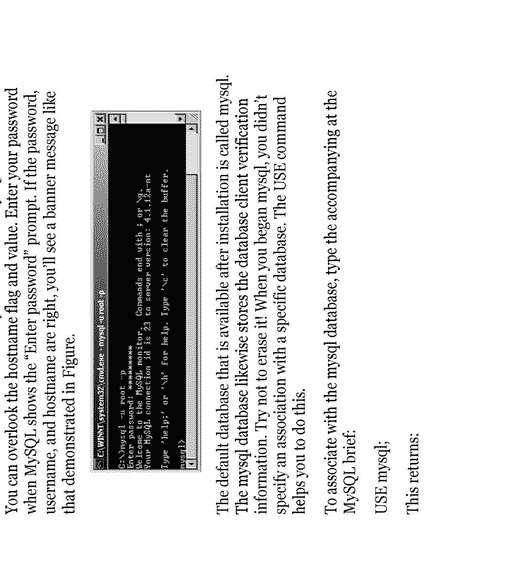 You can overlook the hostname flag and value. Enter your password
when MySQL shows the “Enter password” prompt. If the password,
username, and hostname are right, you'll see a banner message like
that demonstrated in Figure.
C:\WINNT\system32\cmd.exe - mysql -u root -p
C:\>mysql -u root -p
Enter password: *********
Welcome to the MySQL monitor.  Commands end with ; or \g.
Your MySQL connection id is 23 to server version: 4.1.12a-nt
Type 'help;' or '\h' for help. Type '\c' to clear the buffer.
mysql>
The default database that is available after installation is called mysql.
The mysql database likewise stores the database client verification
information. Try not to erase it! When you began mysql, you didn't
specify an association with a specific database. The USE command
helps you to do this.
To associate with the mysql database, type the accompanying at the
MySQL brief:
USE mysql;
This returns: